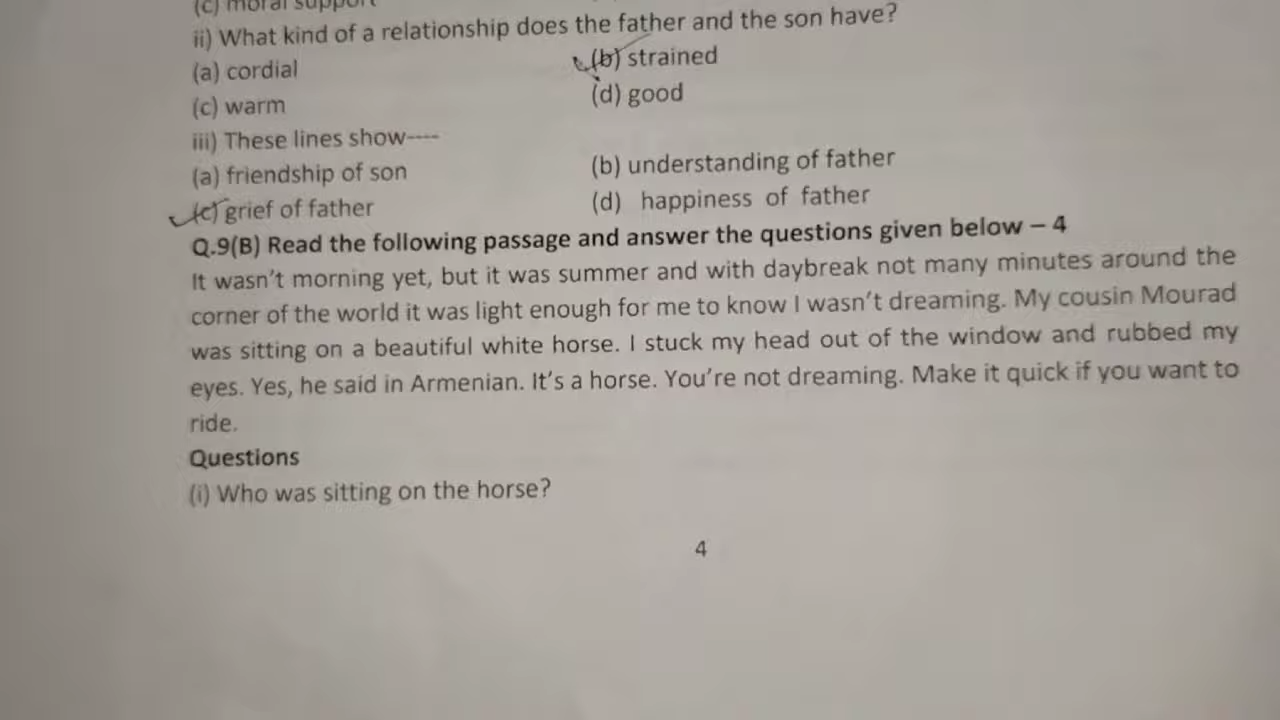 (c) moral support
ii) What kind of a relationship does the father and the son have?
(a) cordial (b) strained
(c) warm (d) good
iii) These lines show----
(a) friendship of son (b) understanding of father
(c) grief of father (d) happiness of father
Q.9(B) Read the following passage and answer the questions given below – 4
It wasn't morning yet, but it was summer and with daybreak not many minutes around the
corner of the world it was light enough for me to know I wasn't dreaming. My cousin Mourad
was sitting on a beautiful white horse. I stuck my head out of the window and rubbed my
eyes. Yes, he said in Armenian. It's a horse. You're not dreaming. Make it quick if you want to
ride.
Questions
(i) Who was sitting on the horse?
4